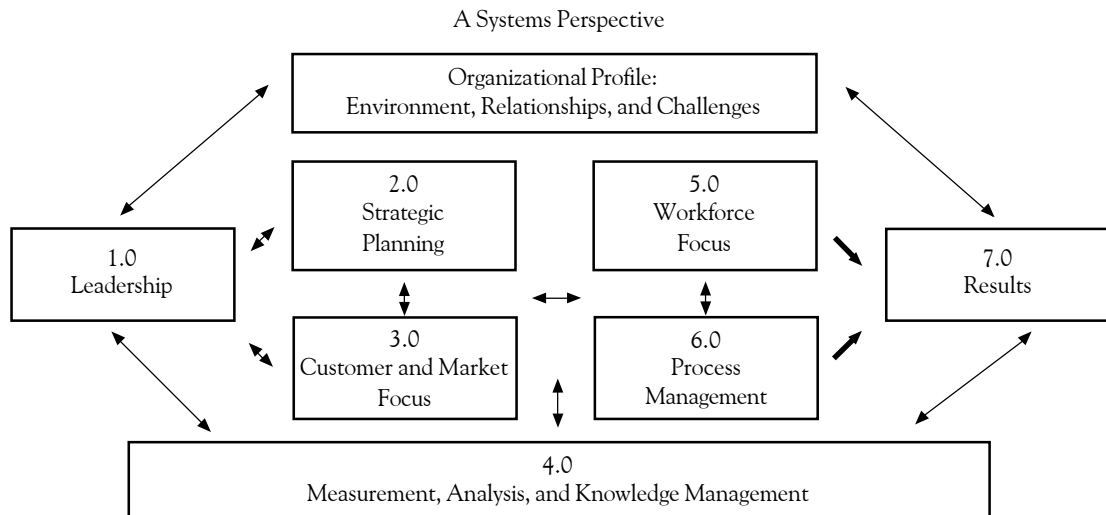 A Systems Perspective
Organizational Profile:
Environment, Relationships, and Challenges
2.0
Strategic
Planning
5.0
Workforce
Focus
1.0
Leadership
7.0
Results
3.0
Customer and Market
Focus
6.0
Process
Management
4.0
Measurement, Analysis, and Knowledge Management